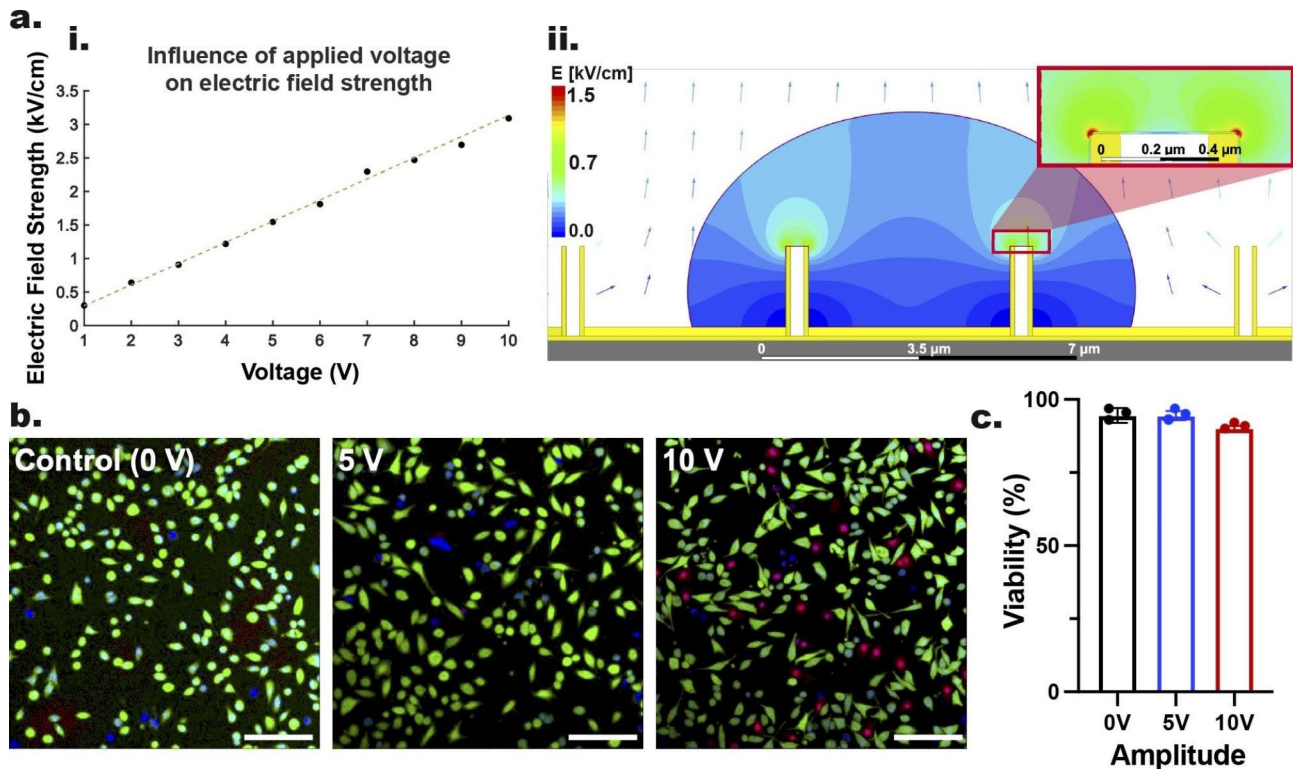 a.
i.
Influence of applied voltage
on electric field strength
Electric Field Strength (kV/cm)
3.5
3
2.5
2
1.5
1
0.5
0
1 2 3 4 5 6 7 8 9 10
Voltage (V)
ii.
E [kV/cm]
1.5
0.7
0.0
0 0.2 µm 0.4 µm
0 3.5 µm 7 µm
b.
Control (0 V)
5 V
10 V
c.
Viability (%)
100
50
0
0V 5V 10V
Amplitude